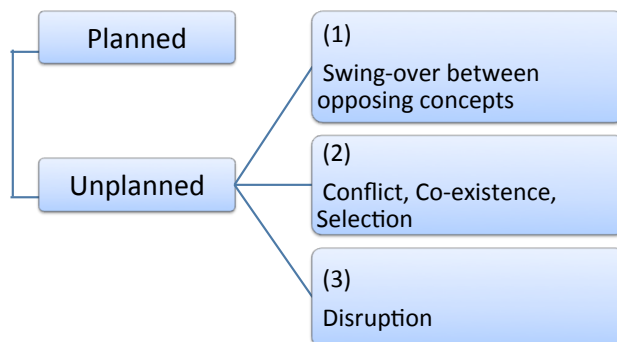 Planned
Unplanned
(1)
Swing-over between
opposing concepts
(2)
Conflict, Co-existence,
Selection
(3)
Disruption